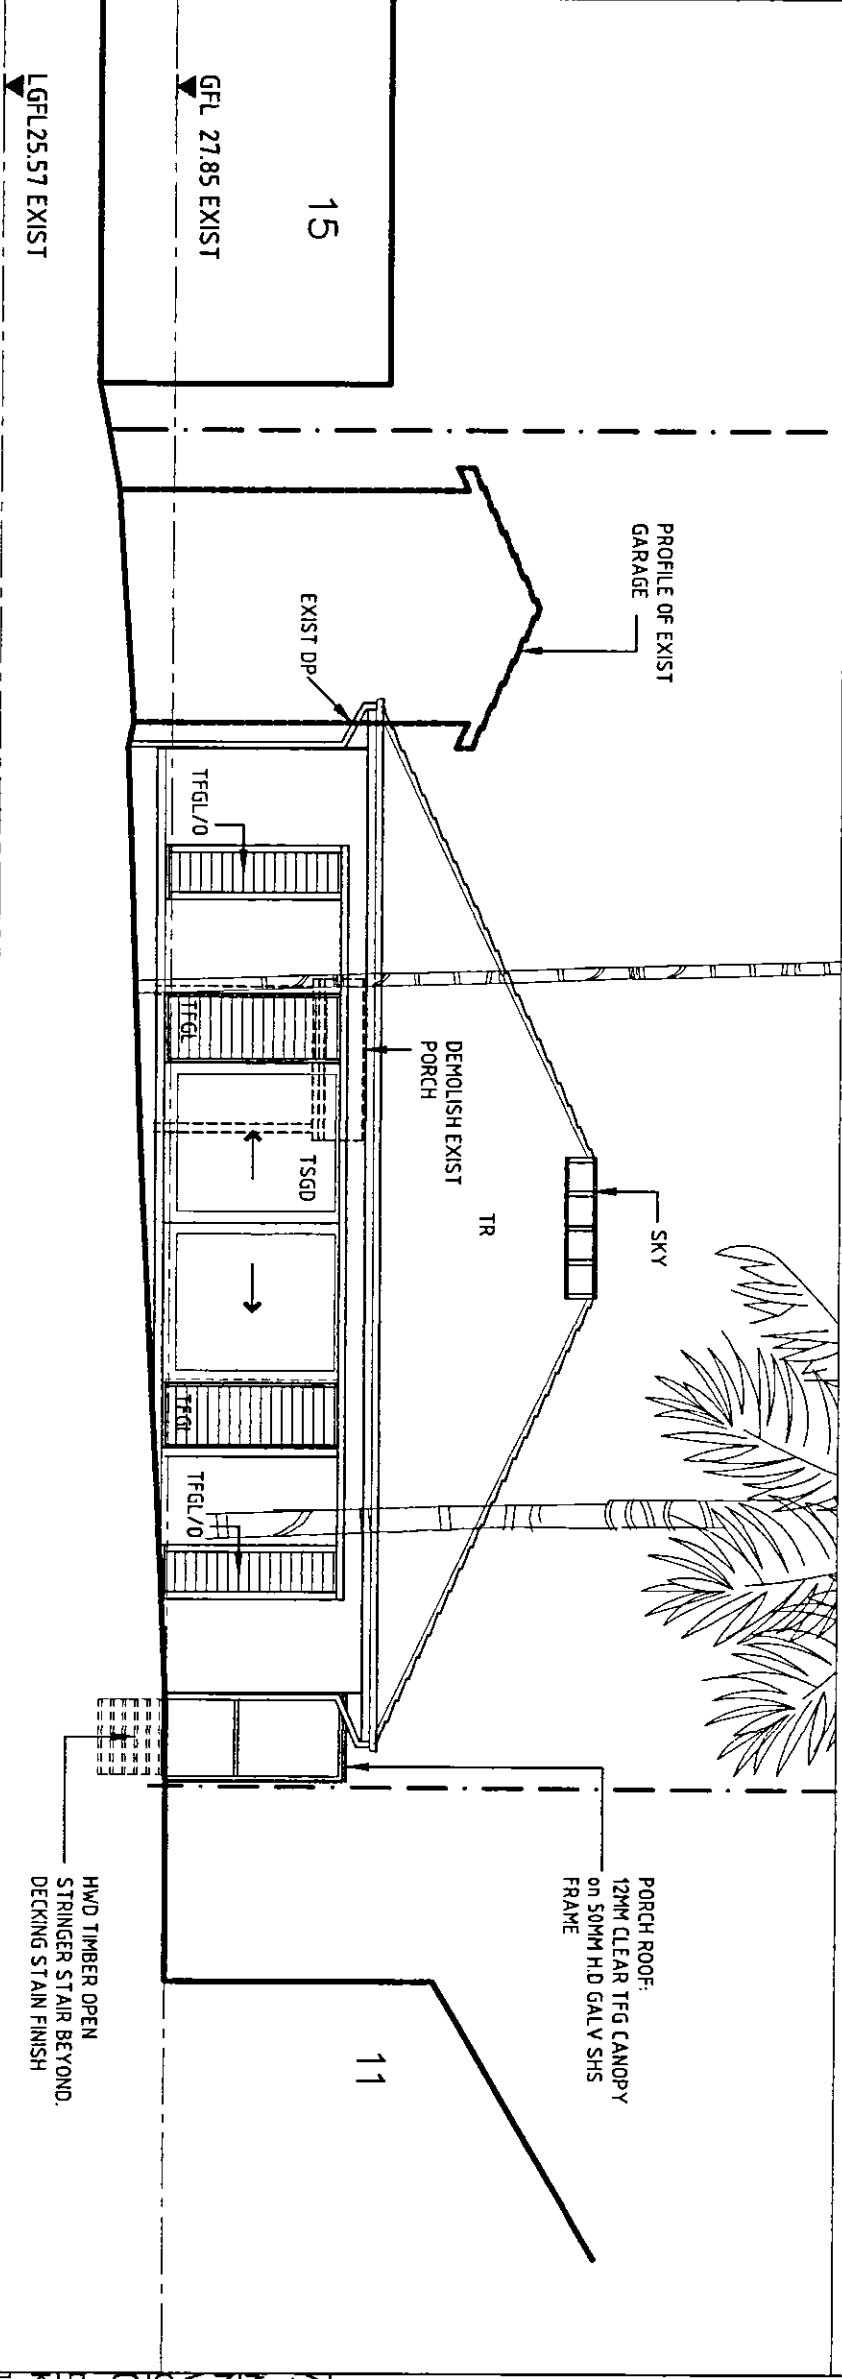 15
GFL 27.85 EXIST
LGFL25.57 EXIST
PROFILE OF EXIST
GARAGE
EXIST DP
TFGL/O
TFGL
DEMOLISH EXIST
PORCH
TSGD
TR
SKY
TFGL
TFGL/O
PORCH ROOF:
12MM CLEAR TFG CANOPY
on 50MM H.D GALV SHS
FRAME
11
HWD TIMBER OPEN
STRINGER STAIR BEYOND.
DECKING STAIN FINISH